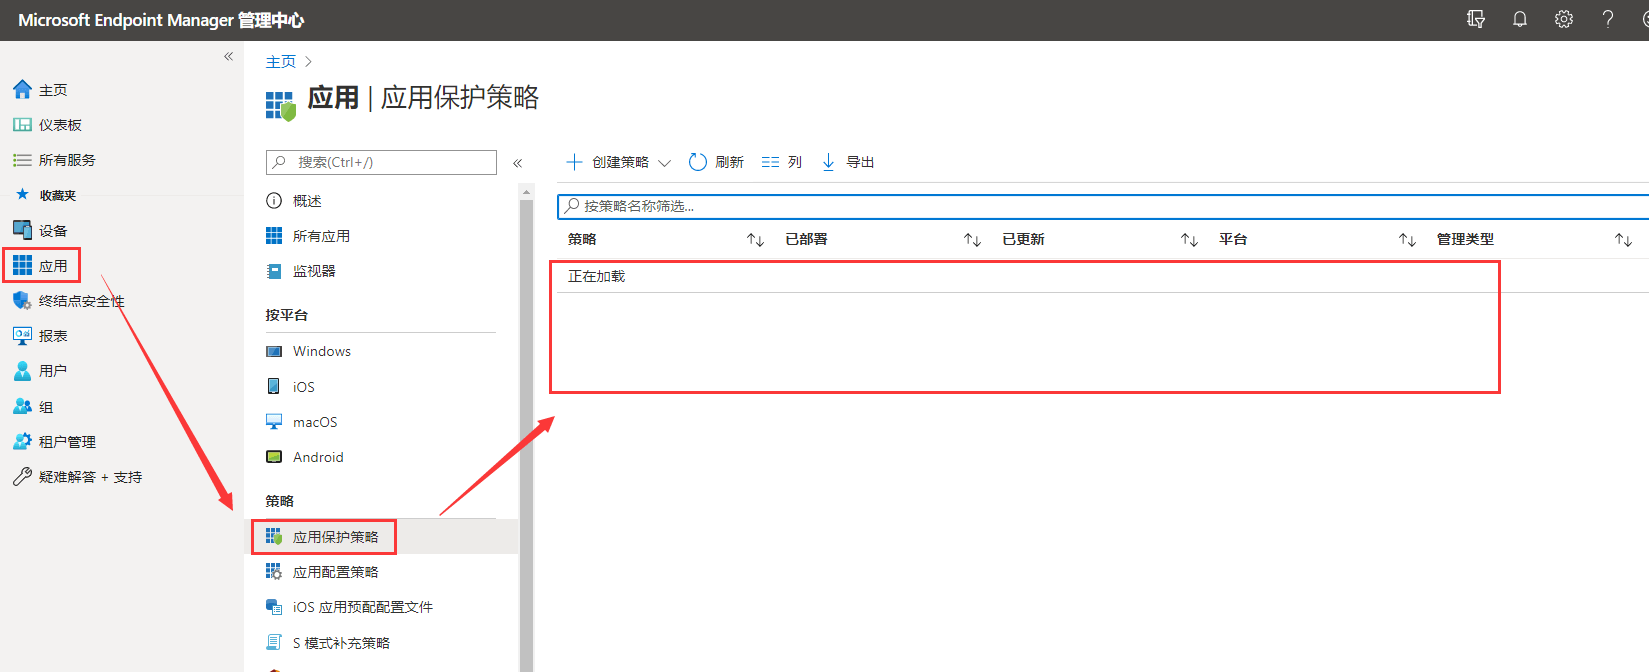 Microsoft Endpoint Manager 管理中心
主页
仪表板
所有服务
收藏夹
设备
应用
终结点安全性
报表
用户
组
租户管理
疑难解答 + 支持
主页
应用 | 应用保护策略
搜索(Ctrl+/)
概述
所有应用
监视器
按平台
Windows
iOS
macOS
Android
策略
应用保护策略
应用配置策略
iOS 应用预配配置文件
S 模式补充策略
创建策略 刷新 列 导出
按策略名称筛选...
策略 已部署 已更新 平台 管理类型
正在加载